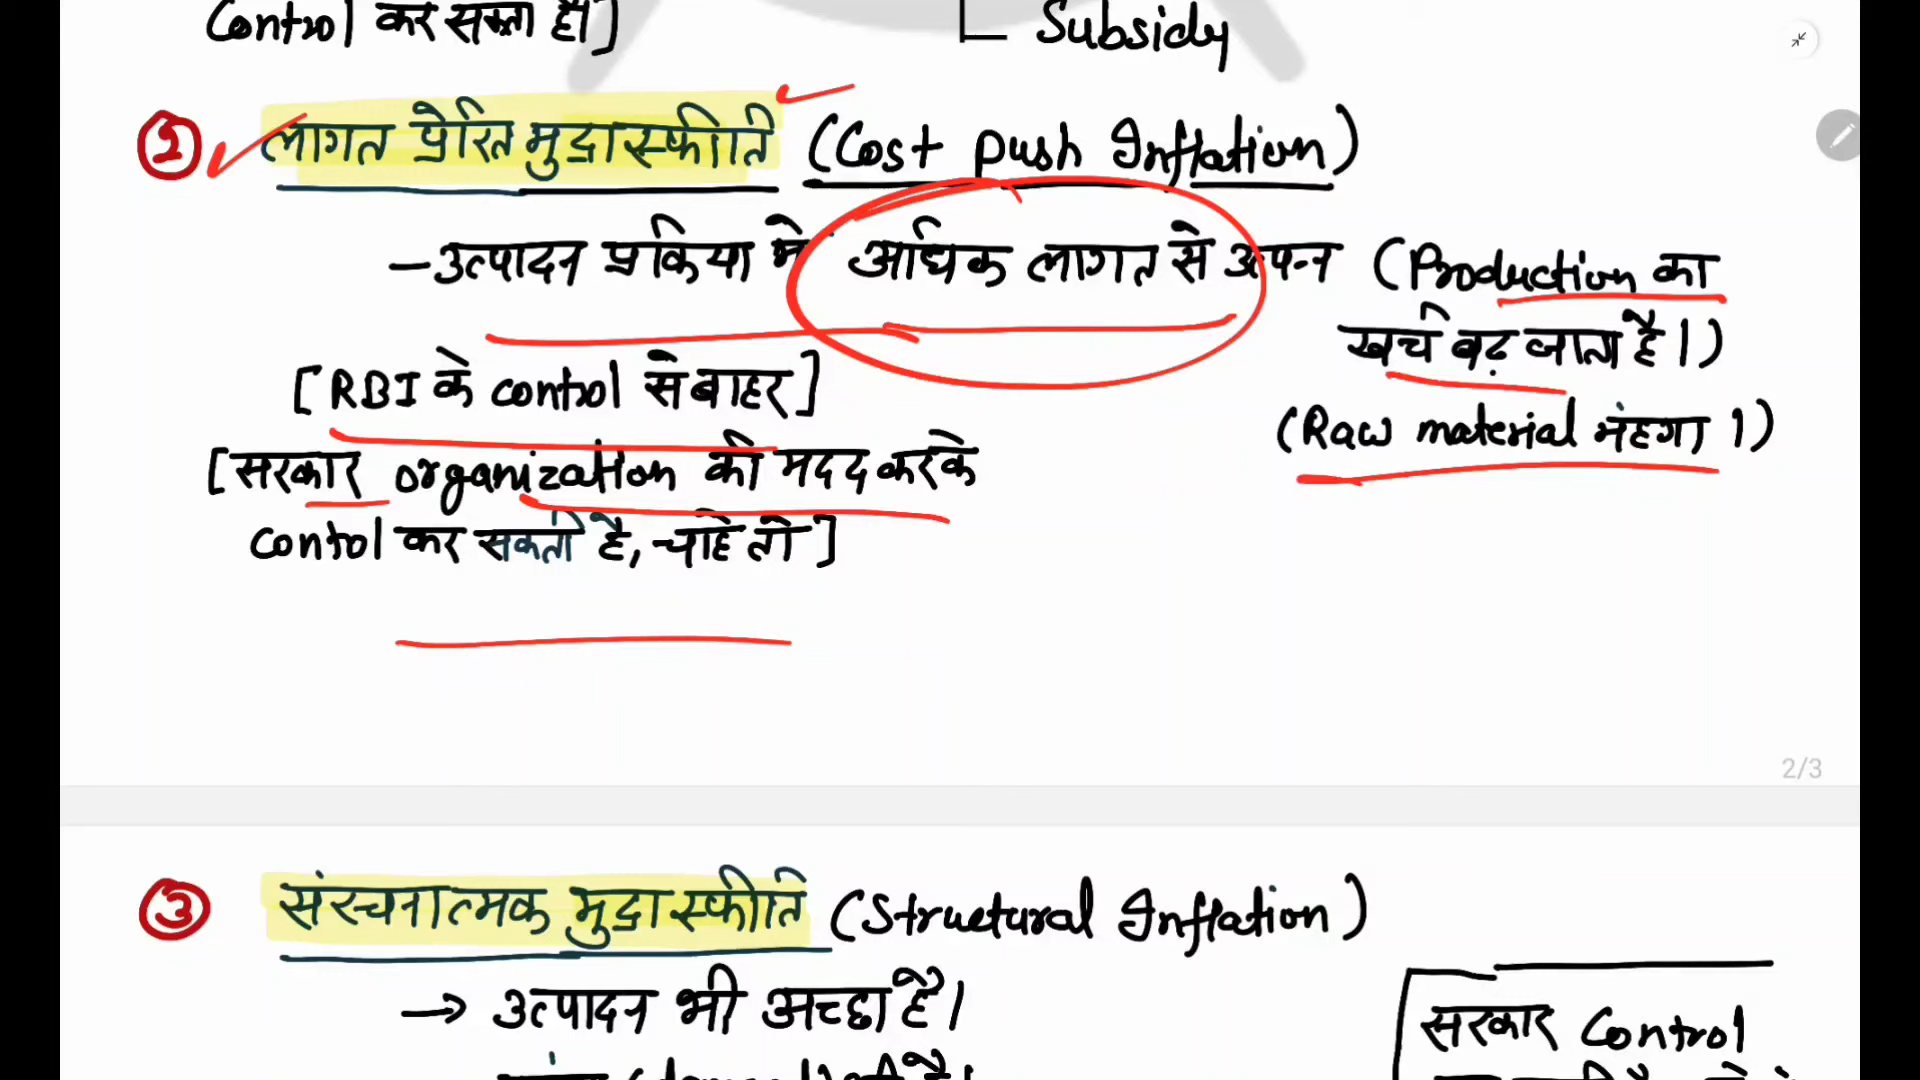 Control कर सकता है।]
Subsidy
② लागत प्रेरित मुद्रास्फीति (Cost Push Inflation)
– उत्पादन प्रक्रिया मे अधिक लागत से उत्पन्न (Production का
खर्च बढ़ जाता है।)
[RBI के control से बाहर]
(Raw material मंहगा।)
[सरकार organization की मदद करके
control कर सकती है, चाहे तो]
2/3
③ संरचनात्मक मुद्रास्फीति (Structural Inflation)
→ उत्पादन भी अच्छा है।
सरकार Control